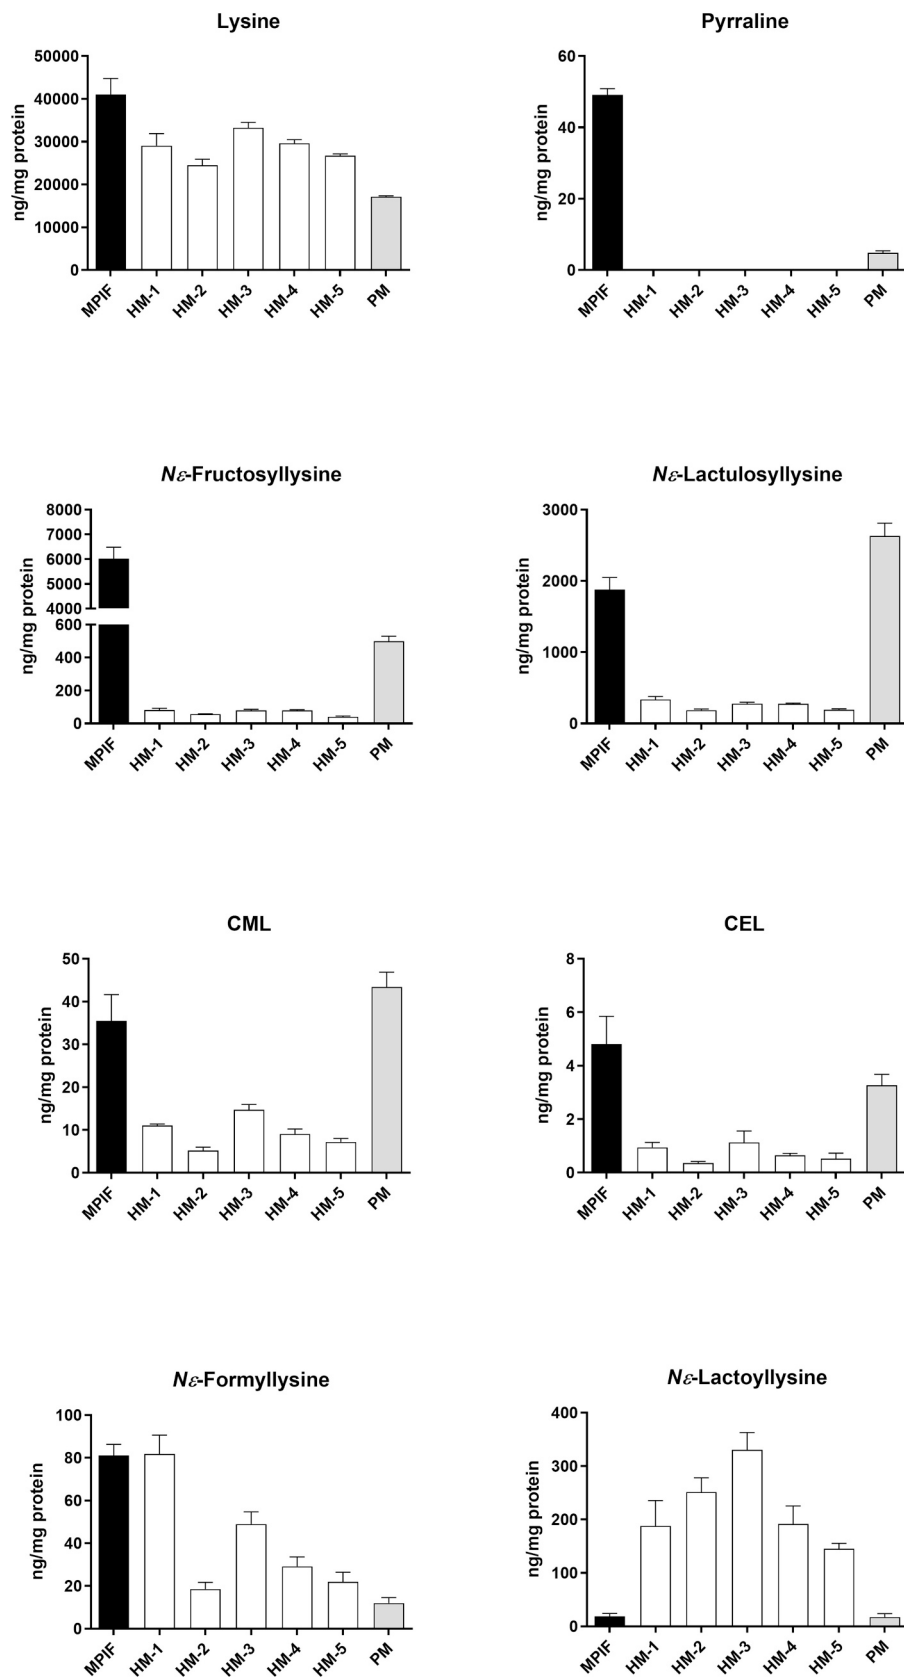 Lysine
ng/mg protein
50000
40000
30000
20000
10000
0
MPIF HM-1 HM-2 HM-3 HM-4 HM-5 PM
Pyrraline
ng/mg protein
60
40
20
0
MPIF HM-1 HM-2 HM-3 HM-4 HM-5 PM
Nε-Fructosyllysine
ng/mg protein
8000
7000
6000
5000
4000
600
400
200
0
MPIF HM-1 HM-2 HM-3 HM-4 HM-5 PM
Nε-Lactulosyllysine
ng/mg protein
3000
2000
1000
0
MPIF HM-1 HM-2 HM-3 HM-4 HM-5 PM
CML
ng/mg protein
50
40
30
20
10
0
MPIF HM-1 HM-2 HM-3 HM-4 HM-5 PM
CEL
ng/mg protein
8
6
4
2
0
MPIF HM-1 HM-2 HM-3 HM-4 HM-5 PM
Nε-Formyllysine
ng/mg protein
100
80
60
40
20
0
MPIF HM-1 HM-2 HM-3 HM-4 HM-5 PM
Nε-Lactoyllysine
ng/mg protein
400
300
200
100
0
MPIF HM-1 HM-2 HM-3 HM-4 HM-5 PM